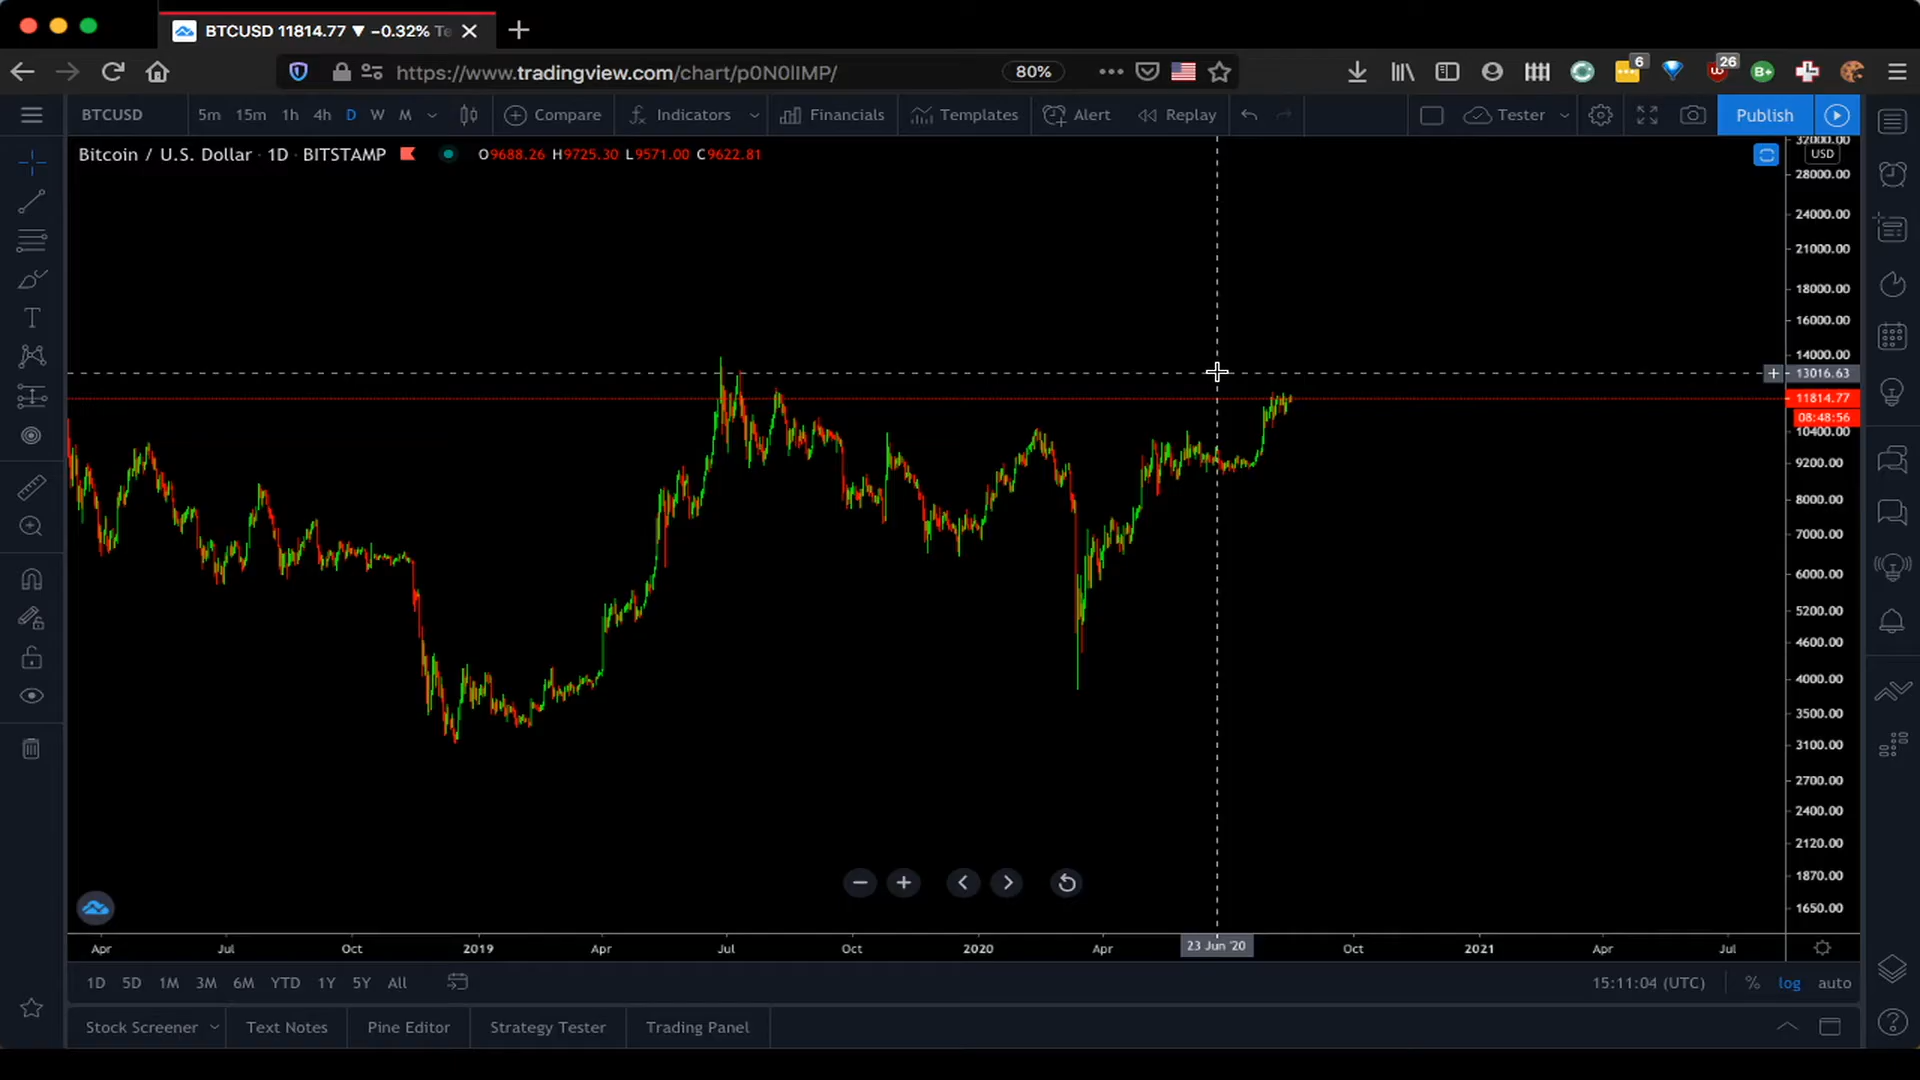 BTCUSD 11814.77 ▼ −0.32% Te
https://www.tradingview.com/chart/p0N0lIMP/
80%
6
26
B+
BTCUSD
5m 15m 1h 4h D W M
Compare
Indicators
Financials
Templates
Alert
Replay
Tester
Publish
Bitcoin / U.S. Dollar · 1D · BITSTAMP
O9688.26 H9725.30 L9571.00 C9622.81
32000.00
USD
28000.00
24000.00
21000.00
18000.00
16000.00
14000.00
13016.63
11814.77
08:48:56
10400.00
9200.00
8000.00
7000.00
6000.00
5200.00
4600.00
4000.00
3500.00
3100.00
2700.00
2400.00
2120.00
1870.00
1650.00
Apr Jul Oct 2019 Apr Jul Oct 2020 Apr 23 Jun '20 Oct 2021 Apr Jul
1D 5D 1M 3M 6M YTD 1Y 5Y All
15:11:04 (UTC) % log auto
Stock Screener Text Notes Pine Editor Strategy Tester Trading Panel